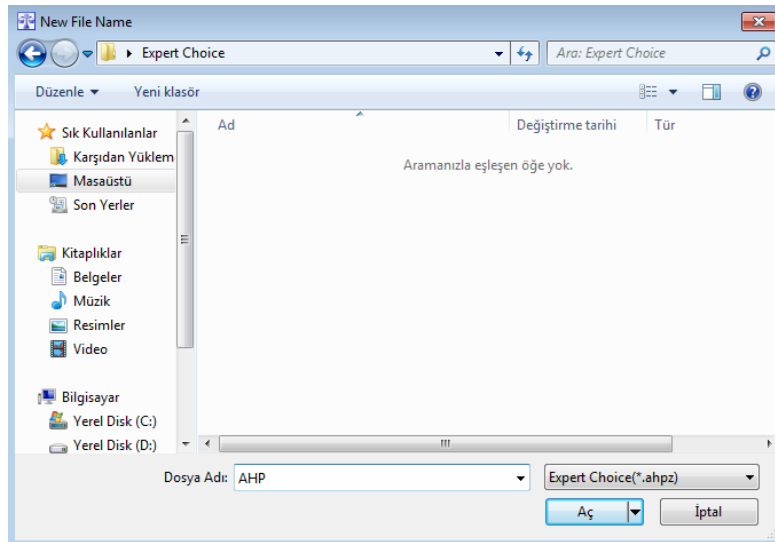 New File Name
Expert Choice
Ara: Expert Choice
Düzenle
Yeni klasör
Ad
Değiştirme tarihi
Tür
Aramanızla eşleşen öğe yok.
Sık Kullanılanlar
Karşıdan Yüklem
Masaüstü
Son Yerler
Kitaplıklar
Belgeler
Müzik
Resimler
Video
Bilgisayar
Yerel Disk (C:)
Yerel Disk (D:)
Dosya Adı: AHP
Expert Choice(*.ahpz)
Aç
İptal